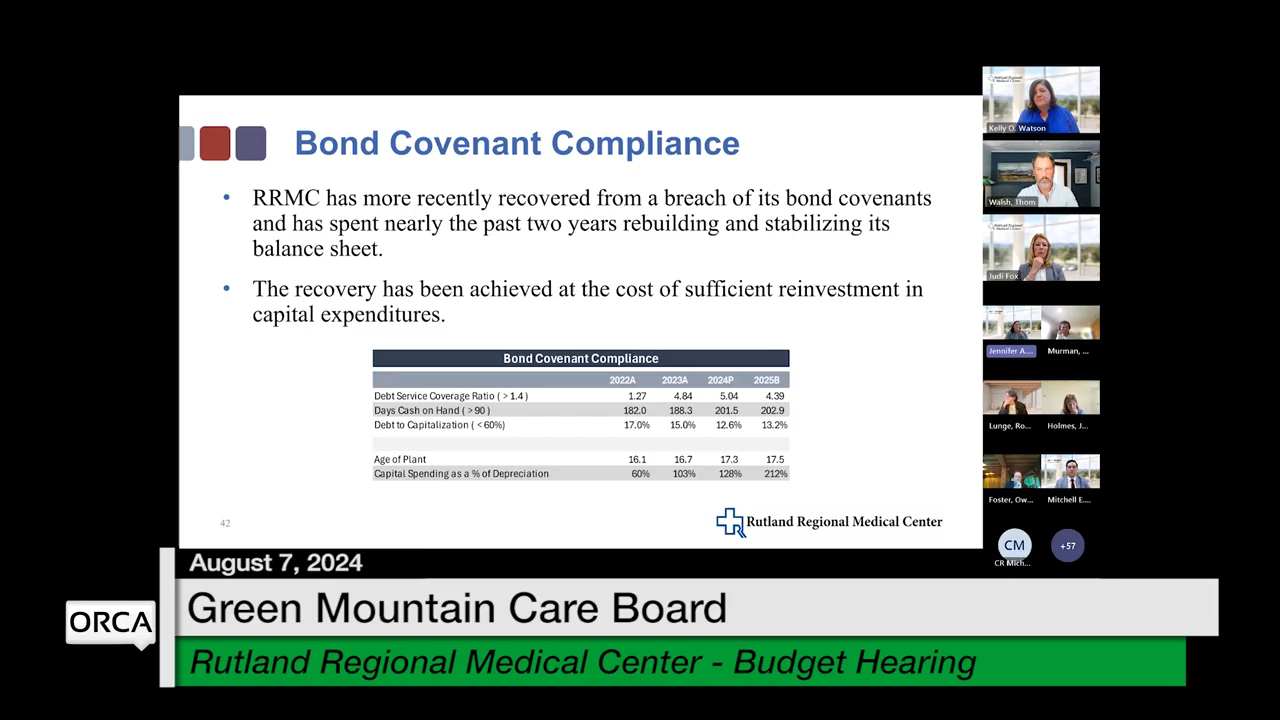 Bond Covenant Compliance
• RRMC has more recently recovered from a breach of its bond covenants
and has spent nearly the past two years rebuilding and stabilizing its
balance sheet.
• The recovery has been achieved at the cost of sufficient reinvestment in
capital expenditures.
Bond Covenant Compliance
2022A 2023A 2024P 2025B
Debt Service Coverage Ratio ( > 1.4 ) 1.27 4.84 5.04 4.39
Days Cash on Hand ( > 90 ) 182.0 188.3 201.5 202.9
Debt to Capitalization ( < 60%) 17.0% 15.0% 12.6% 13.2%
Age of Plant 16.1 16.7 17.3 17.5
Capital Spending as a % of Depreciation 60% 103% 128% 212%
42
Rutland Regional Medical Center
Kelly O. Watson
Walsh, Thom
Judi Fox
Jennifer A...
Murman, ...
Lunge, Ro...
Holmes, J...
Foster, Ow...
Mitchell E....
CM
+57
CR Mich...
August 7, 2024
ORCA
Green Mountain Care Board
Rutland Regional Medical Center - Budget Hearing